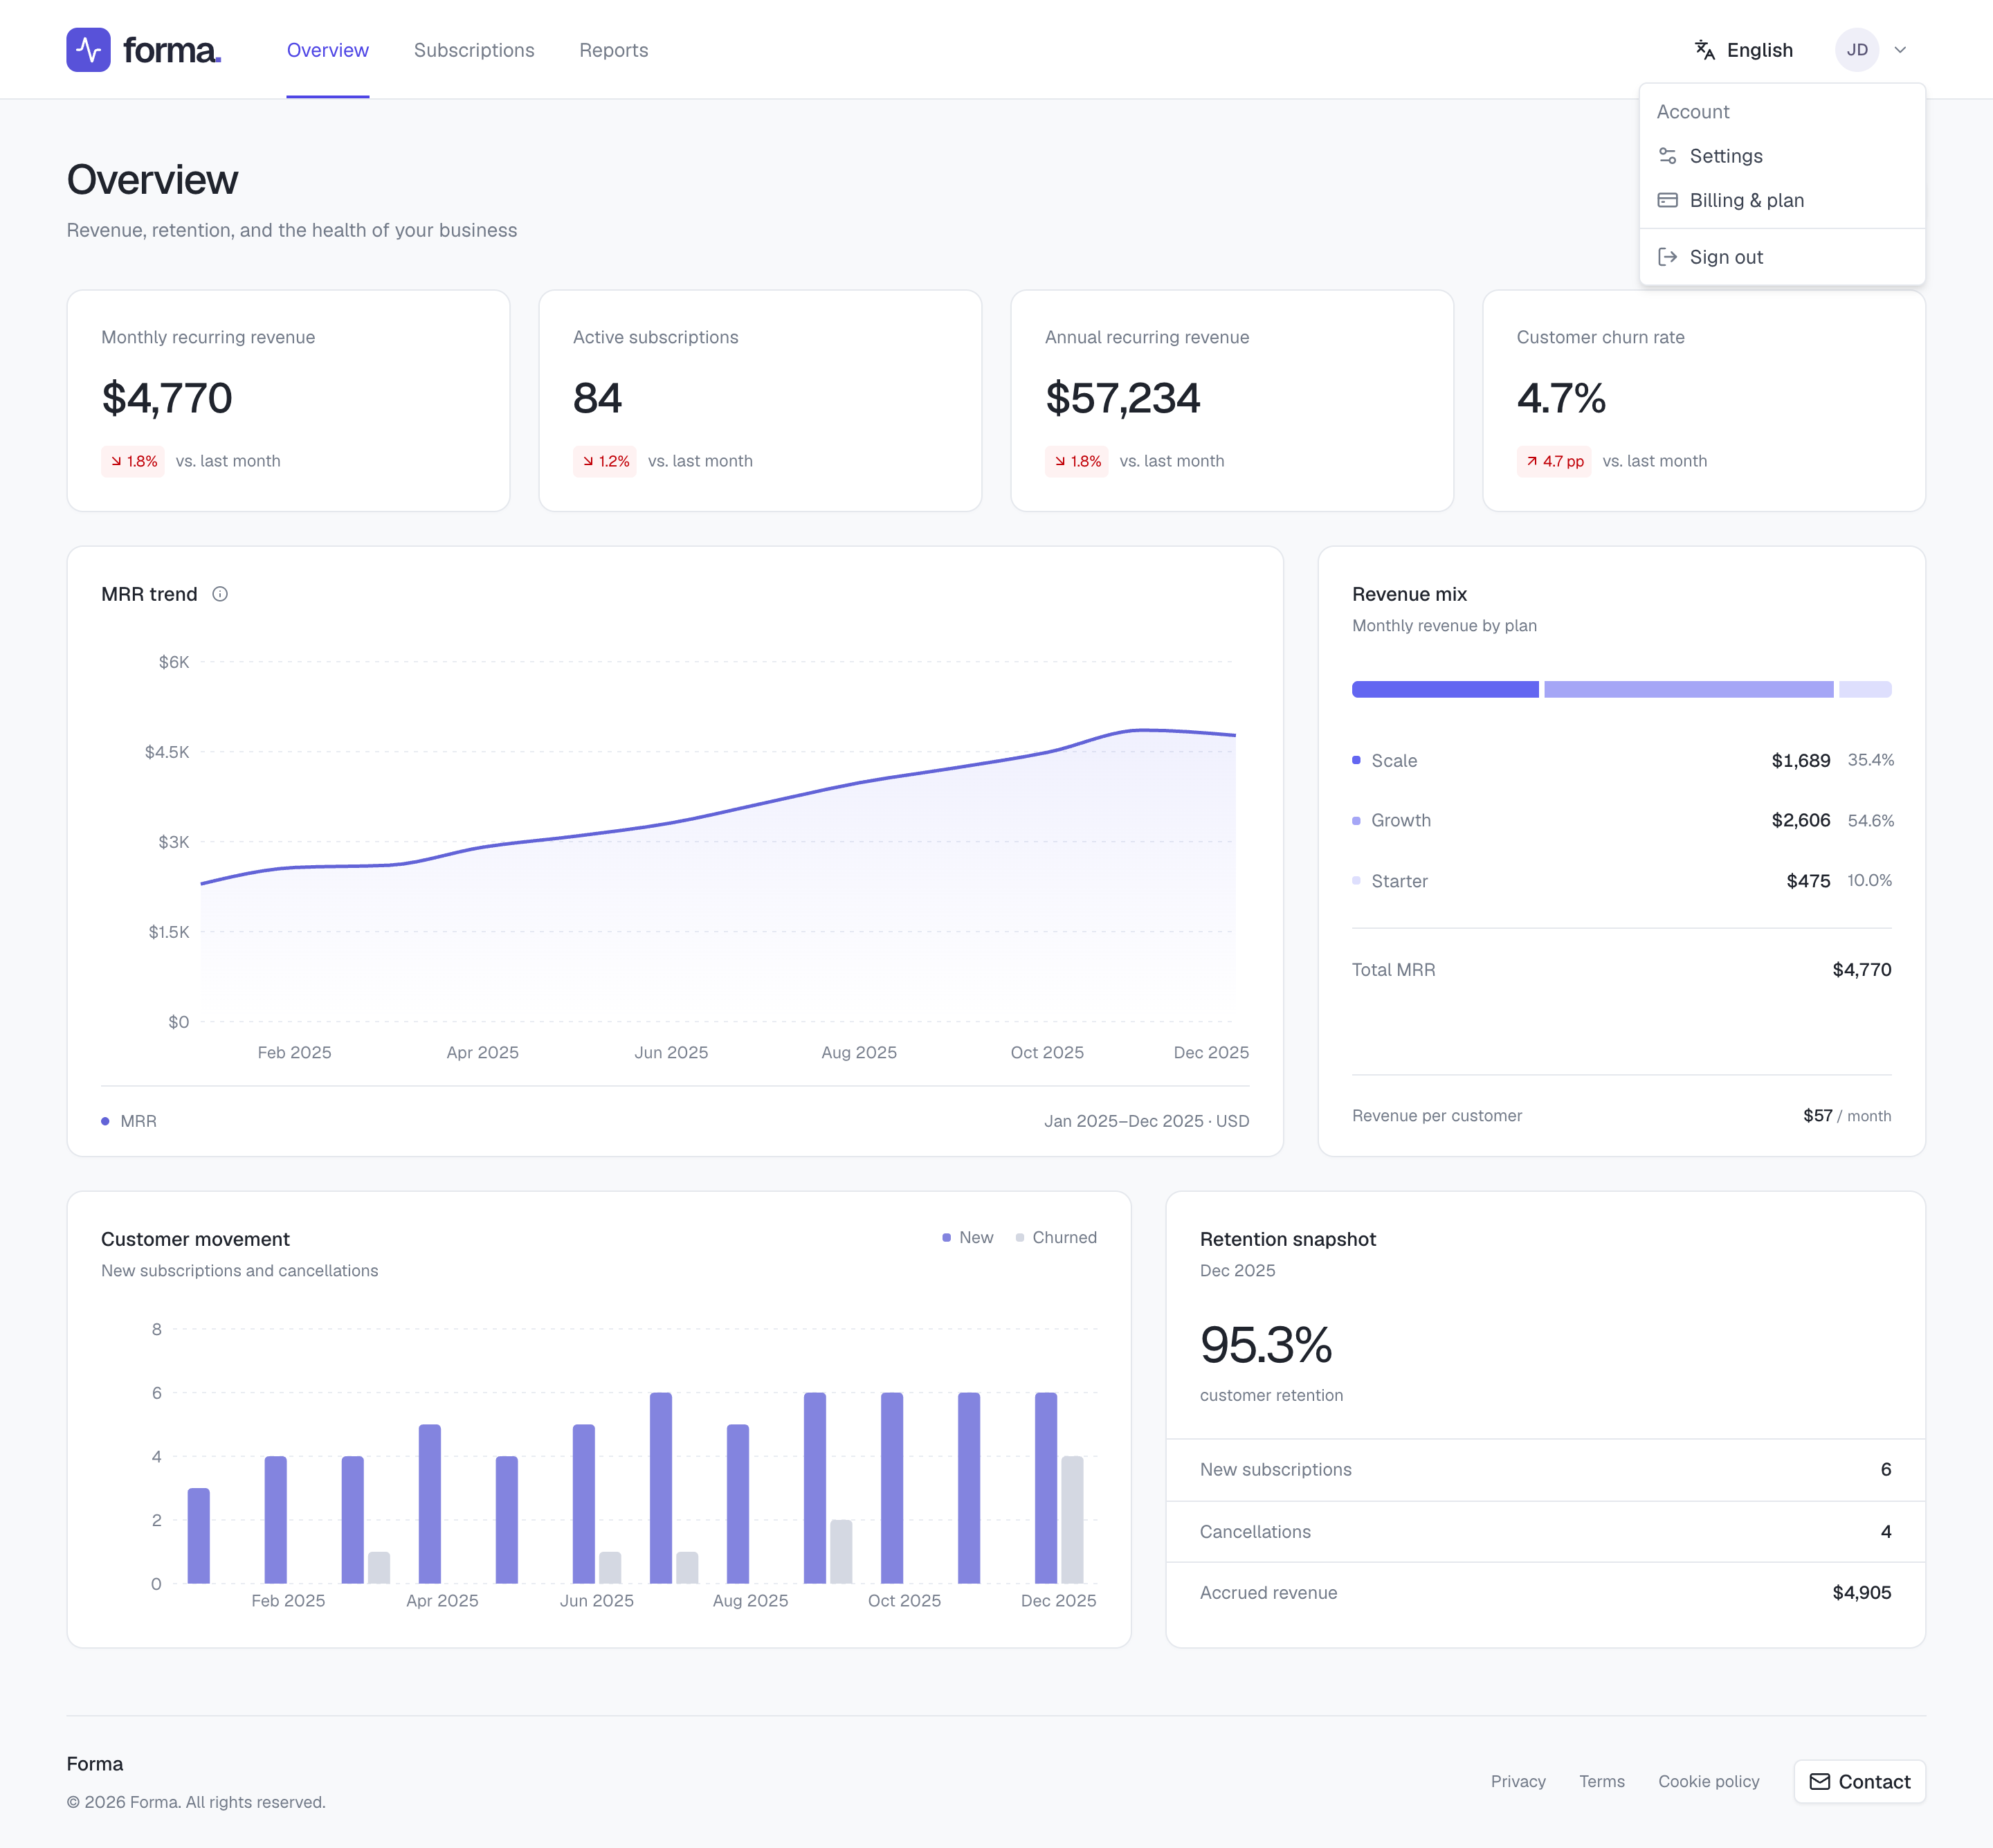 forma.
Overview
Subscriptions
Reports
English
JD
Account
Settings
Billing & plan
Sign out
Overview
Revenue, retention, and the health of your business
Monthly recurring revenue
$4,770
1.8% vs. last month
Active subscriptions
84
1.2% vs. last month
Annual recurring revenue
$57,234
1.8% vs. last month
Customer churn rate
4.7%
4.7 pp vs. last month
MRR trend
$6K
$4.5K
$3K
$1.5K
$0
Feb 2025 Apr 2025 Jun 2025 Aug 2025 Oct 2025 Dec 2025
MRR
Jan 2025–Dec 2025 · USD
Revenue mix
Monthly revenue by plan
Scale $1,689 35.4%
Growth $2,606 54.6%
Starter $475 10.0%
Total MRR $4,770
Revenue per customer $57 / month
Customer movement
New subscriptions and cancellations
New Churned
8
6
4
2
0
Feb 2025 Apr 2025 Jun 2025 Aug 2025 Oct 2025 Dec 2025
Retention snapshot
Dec 2025
95.3%
customer retention
New subscriptions 6
Cancellations 4
Accrued revenue $4,905
Forma
© 2026 Forma. All rights reserved.
Privacy Terms Cookie policy Contact